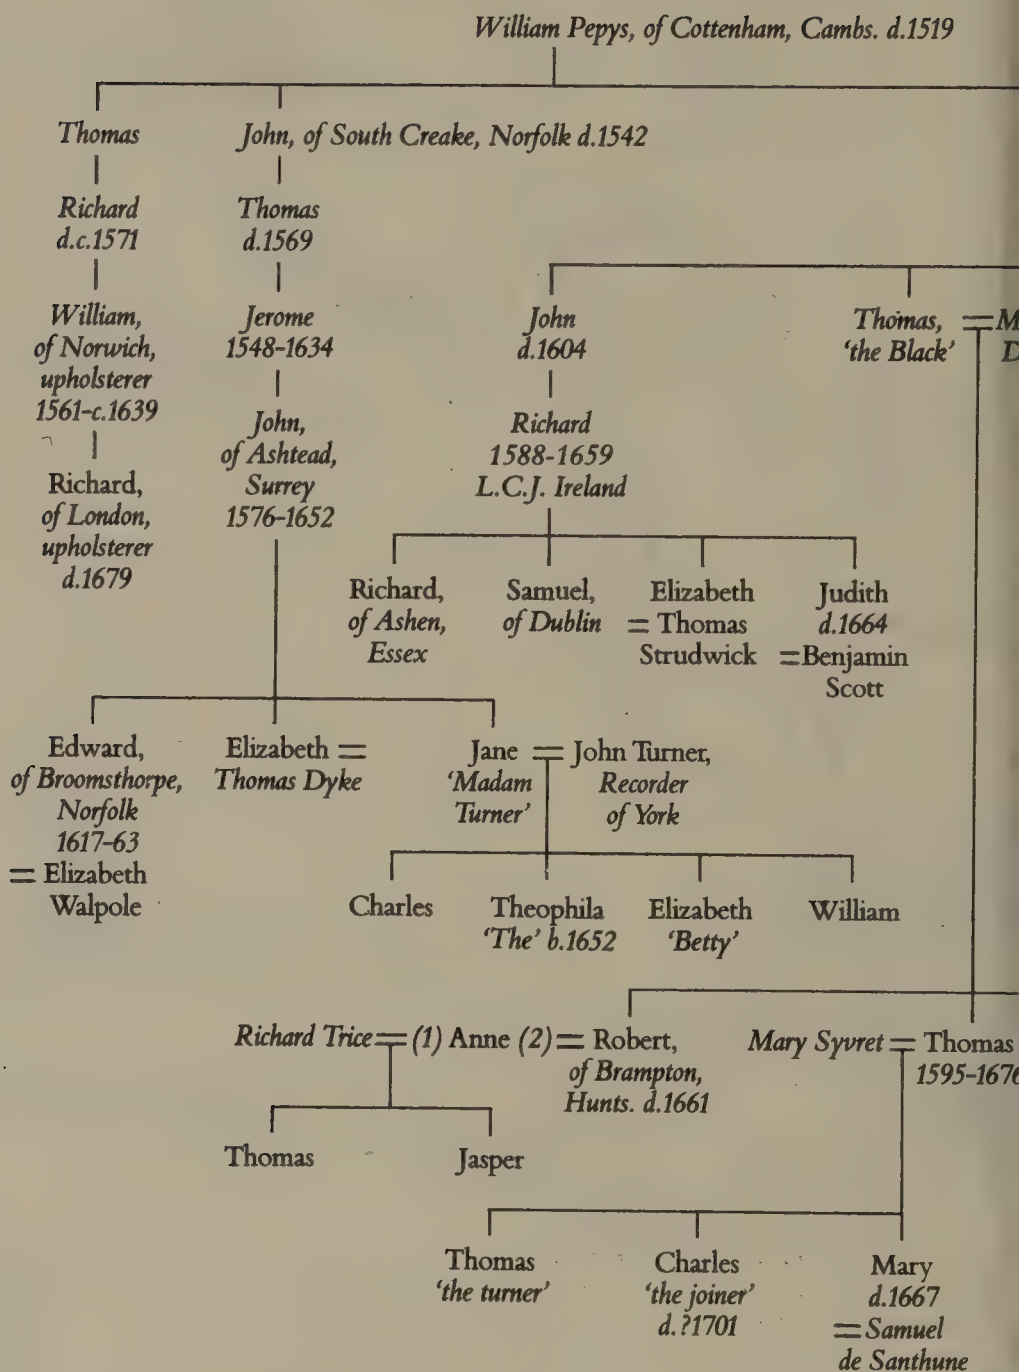 William Pepys, of Cottenham, Cambs. d.1519
Thomas
John, of South Creake, Norfolk d.1542
Richard
d.c.1571
Thomas
d.1569
William,
of Norwich,
upholsterer
1561-c.1639
Jerome
1548-1634
John
d.1604
Thomas,
'the Black'
=
Richard,
of London,
upholsterer
d.1679
John,
of Ashtead,
Surrey
1576-1652
Richard
1588-1659
L.C.J. Ireland
Richard,
of Ashen,
Essex
Samuel,
of Dublin
Elizabeth
= Thomas
Strudwick
Judith
d.1664
=Benjamin
Scott
Edward,
of Broomsthorpe,
Norfolk
1617-63
= Elizabeth
Walpole
Elizabeth =
Thomas Dyke
Jane
'Madam
Turner'
= John Turner,
Recorder
of York
Charles
Theophila
'The' b.1652
Elizabeth
'Betty'
William
Richard Trice = (1) Anne (2) = Robert,
of Brampton,
Hunts. d.1661
Mary Syvret = Thomas
1595-1676
Thomas
Jasper
Thomas
'the turner'
Charles
'the joiner'
d.?1701
Mary
d.1667
= Samuel
de Santhune